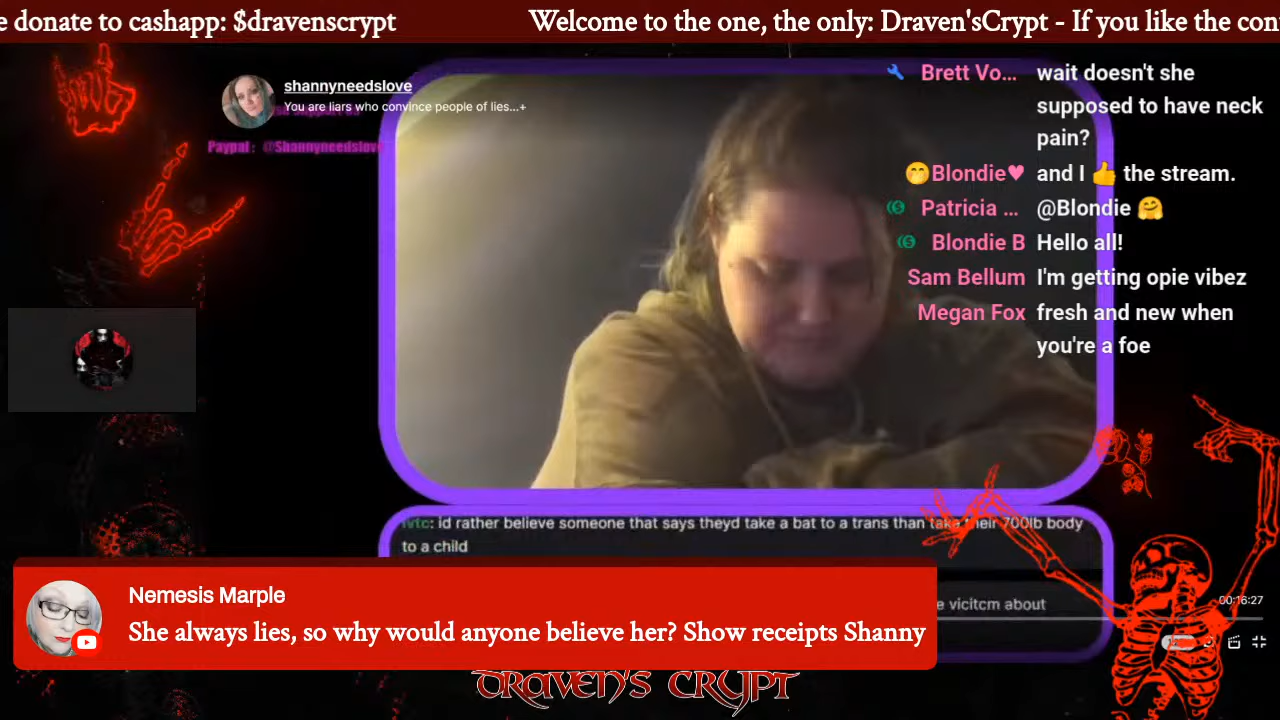 e donate to cashapp: $dravenscrypt
Welcome to the one, the only: Draven'sCrypt - If you like the con
shannyneedslove
You are liars who convince people of lies...+
Paypal : @Shannyneedslove
Brett Vo... wait doesn't she
supposed to have neck
pain?
Blondie♥ and I 👍 the stream.
Patricia ... @Blondie 🤗
Blondie B Hello all!
Sam Bellum I'm getting opie vibez
Megan Fox fresh and new when
you're a foe
: id rather believe someone that says theyd take a bat to a trans than take their 700lb body
to a child
e vicitcm about
00:16:27
Nemesis Marple
She always lies, so why would anyone believe her? Show receipts Shanny
DRAVEN'S CRYPT